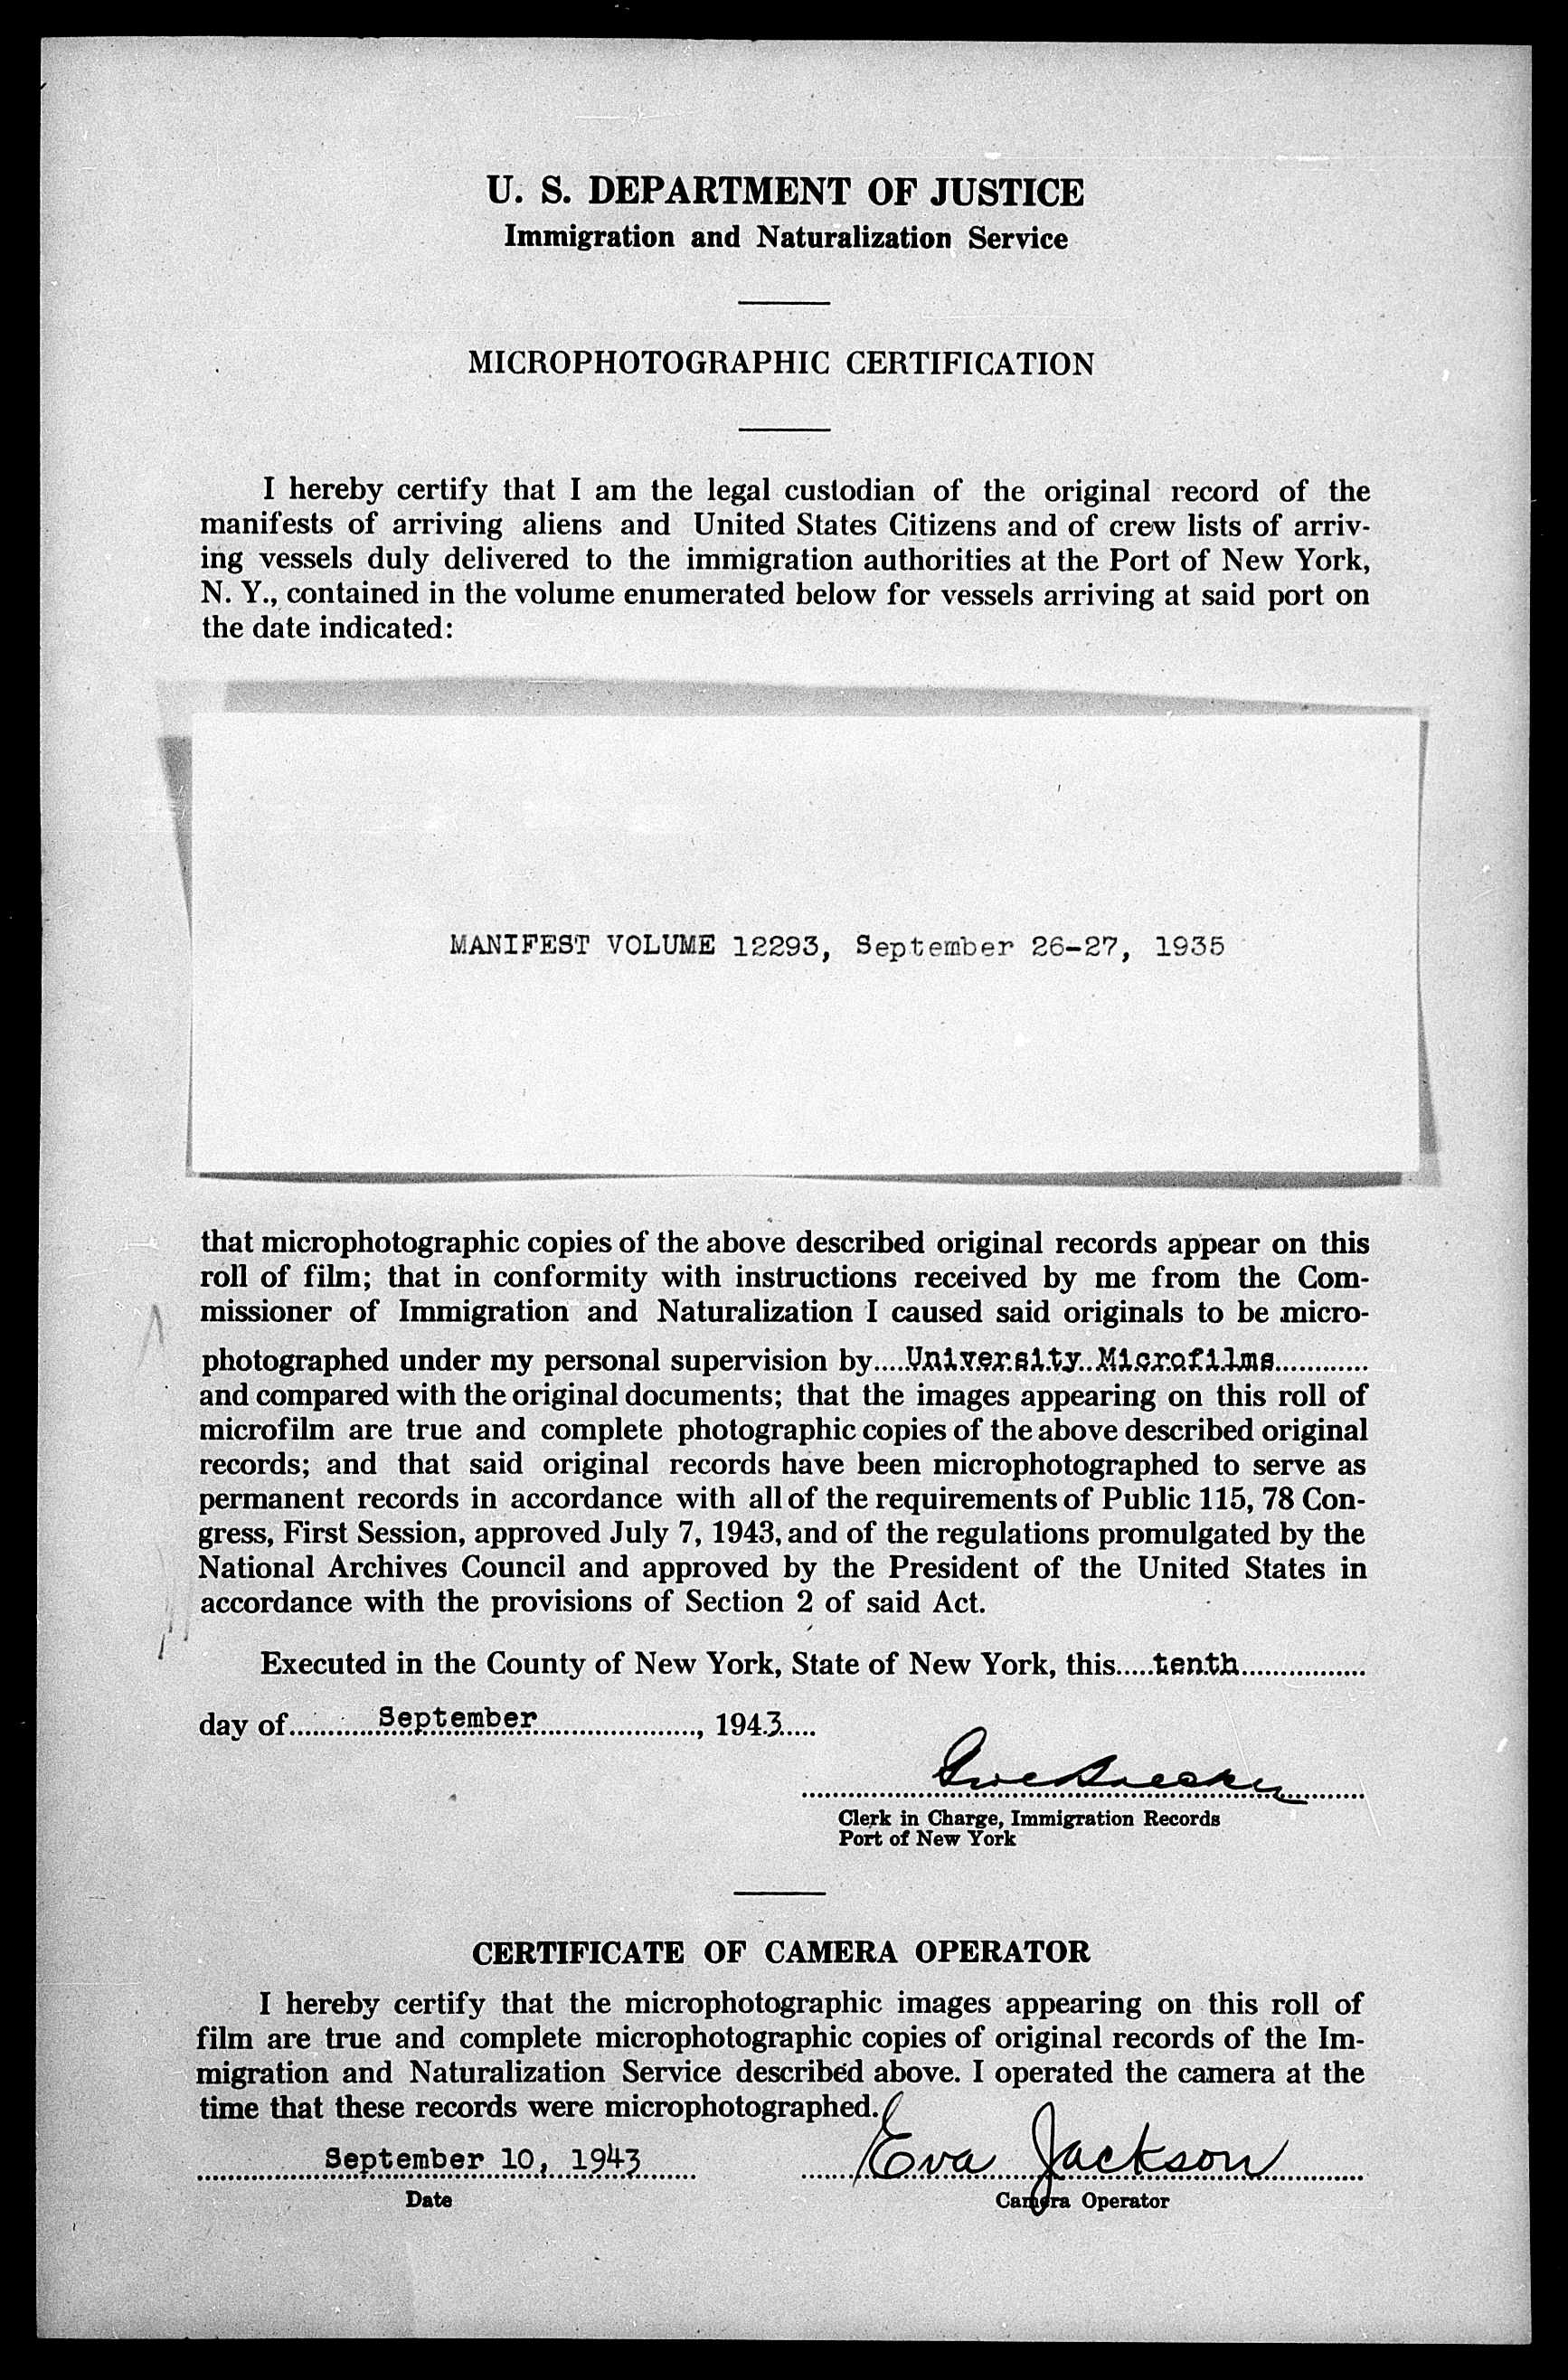 U. S. DEPARTMENT OF JUSTICE
Immigration and Naturalization Service
MICROPHOTOGRAPHIC CERTIFICATION
I hereby certify that I am the legal custodian of the original record of the
manifests of arriving aliens and United States Citizens and of crew lists of arriv-
ing vessels duly delivered to the immigration authorities at the Port of New York,
N. Y., contained in the volume enumerated below for vessels arriving at said port on
the date indicated:
MANIFEST VOLUME 12293, September 26-27, 1935
that microphotographic copies of the above described original records appear on this
roll of film; that in conformity with instructions received by me from the Com-
missioner of Immigration and Naturalization I caused said originals to be micro-
photographed under my personal supervision by.....University Microfilms............
and compared with the original documents; that the images appearing on this roll of
microfilm are true and complete photographic copies of the above described original
records; and that said original records have been microphotographed to serve as
permanent records in accordance with all of the requirements of Public 115, 78 Con-
gress, First Session, approved July 7, 1943, and of the regulations promulgated by the
National Archives Council and approved by the President of the United States in
accordance with the provisions of Section 2 of said Act.
Executed in the County of New York, State of New York, this.....tenth................
day of...........September....................., 1943.....
Clerk in Charge, Immigration Records
Port of New York
CERTIFICATE OF CAMERA OPERATOR
I hereby certify that the microphotographic images appearing on this roll of
film are true and complete microphotographic copies of original records of the Im-
migration and Naturalization Service described above. I operated the camera at the
time that these records were microphotographed.
September 10, 1943 Eva Jackson
Date Camera Operator